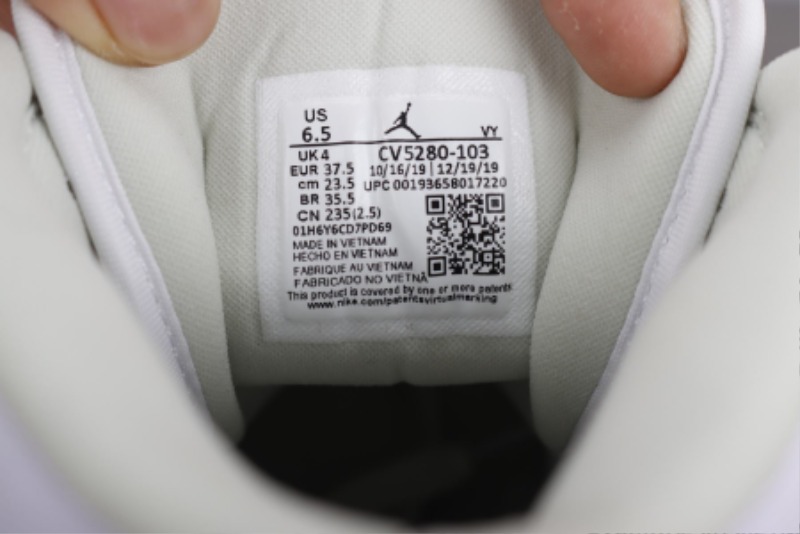 US
6.5
VY
UK 4
CV5280-103
EUR 37.5
10/16/19 | 12/19/19
cm 23.5
UPC 00193658017220
BR 35.5
CN 235(2.5)
01H6Y6CD7PD69
MADE IN VIETNAM
HECHO EN VIETNAM
FABRIQUE AU VIETNAM
FABRICADO NO VIETNÃ
This product is covered by one or more patents
www.nike.com/patentsvirtualmarking